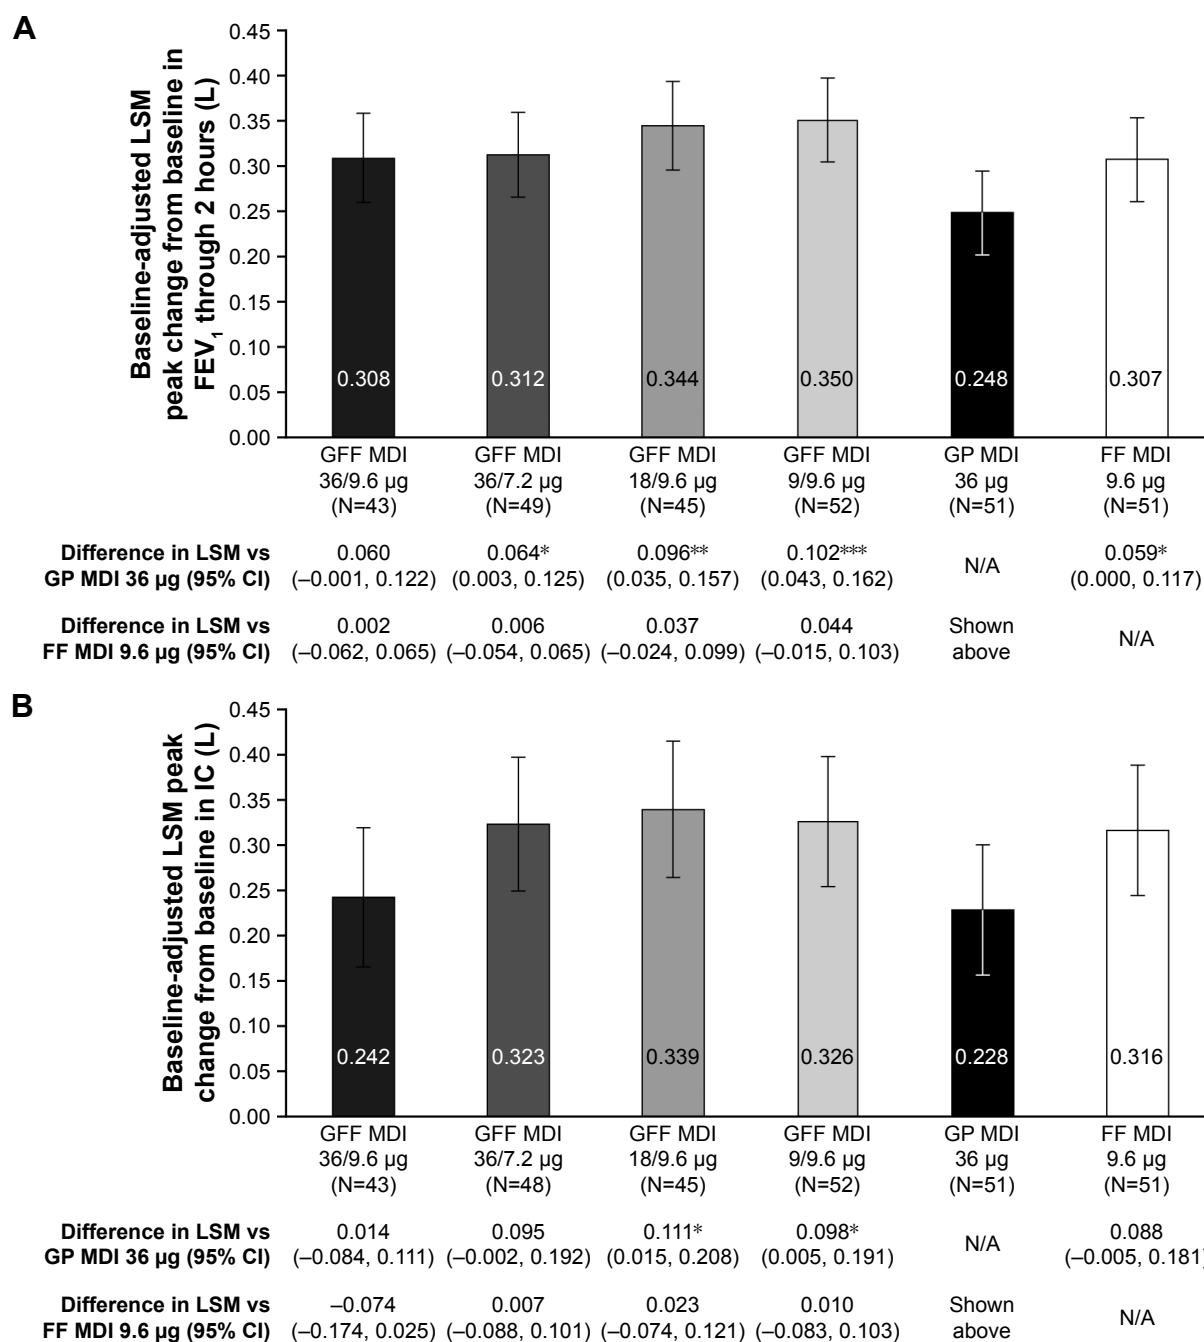 A
Baseline-adjusted LSM
peak change from baseline in
FEV₁ through 2 hours (L)
0.45
0.40
0.35
0.30
0.25
0.20
0.15
0.10
0.05
0.00
0.308
0.312
0.344
0.350
0.248
0.307
GFF MDI GFF MDI GFF MDI GFF MDI GP MDI FF MDI
36/9.6 µg 36/7.2 µg 18/9.6 µg 9/9.6 µg 36 µg 9.6 µg
(N=43) (N=49) (N=45) (N=52) (N=51) (N=51)
Difference in LSM vs 0.060 0.064* 0.096** 0.102*** N/A 0.059*
GP MDI 36 µg (95% CI) (–0.001, 0.122) (0.003, 0.125) (0.035, 0.157) (0.043, 0.162) (0.000, 0.117)
Difference in LSM vs 0.002 0.006 0.037 0.044 Shown N/A
FF MDI 9.6 µg (95% CI) (–0.062, 0.065) (–0.054, 0.065) (–0.024, 0.099) (–0.015, 0.103) above
B
Baseline-adjusted LSM peak
change from baseline in IC (L)
0.45
0.40
0.35
0.30
0.25
0.20
0.15
0.10
0.05
0.00
0.242
0.323
0.339
0.326
0.228
0.316
GFF MDI GFF MDI GFF MDI GFF MDI GP MDI FF MDI
36/9.6 µg 36/7.2 µg 18/9.6 µg 9/9.6 µg 36 µg 9.6 µg
(N=43) (N=48) (N=45) (N=52) (N=51) (N=51)
Difference in LSM vs 0.014 0.095 0.111* 0.098* N/A 0.088
GP MDI 36 µg (95% CI) (–0.084, 0.111) (–0.002, 0.192) (0.015, 0.208) (0.005, 0.191) (–0.005, 0.181)
Difference in LSM vs –0.074 0.007 0.023 0.010 Shown N/A
FF MDI 9.6 µg (95% CI) (–0.174, 0.025) (–0.088, 0.101) (–0.074, 0.121) (–0.083, 0.103) above